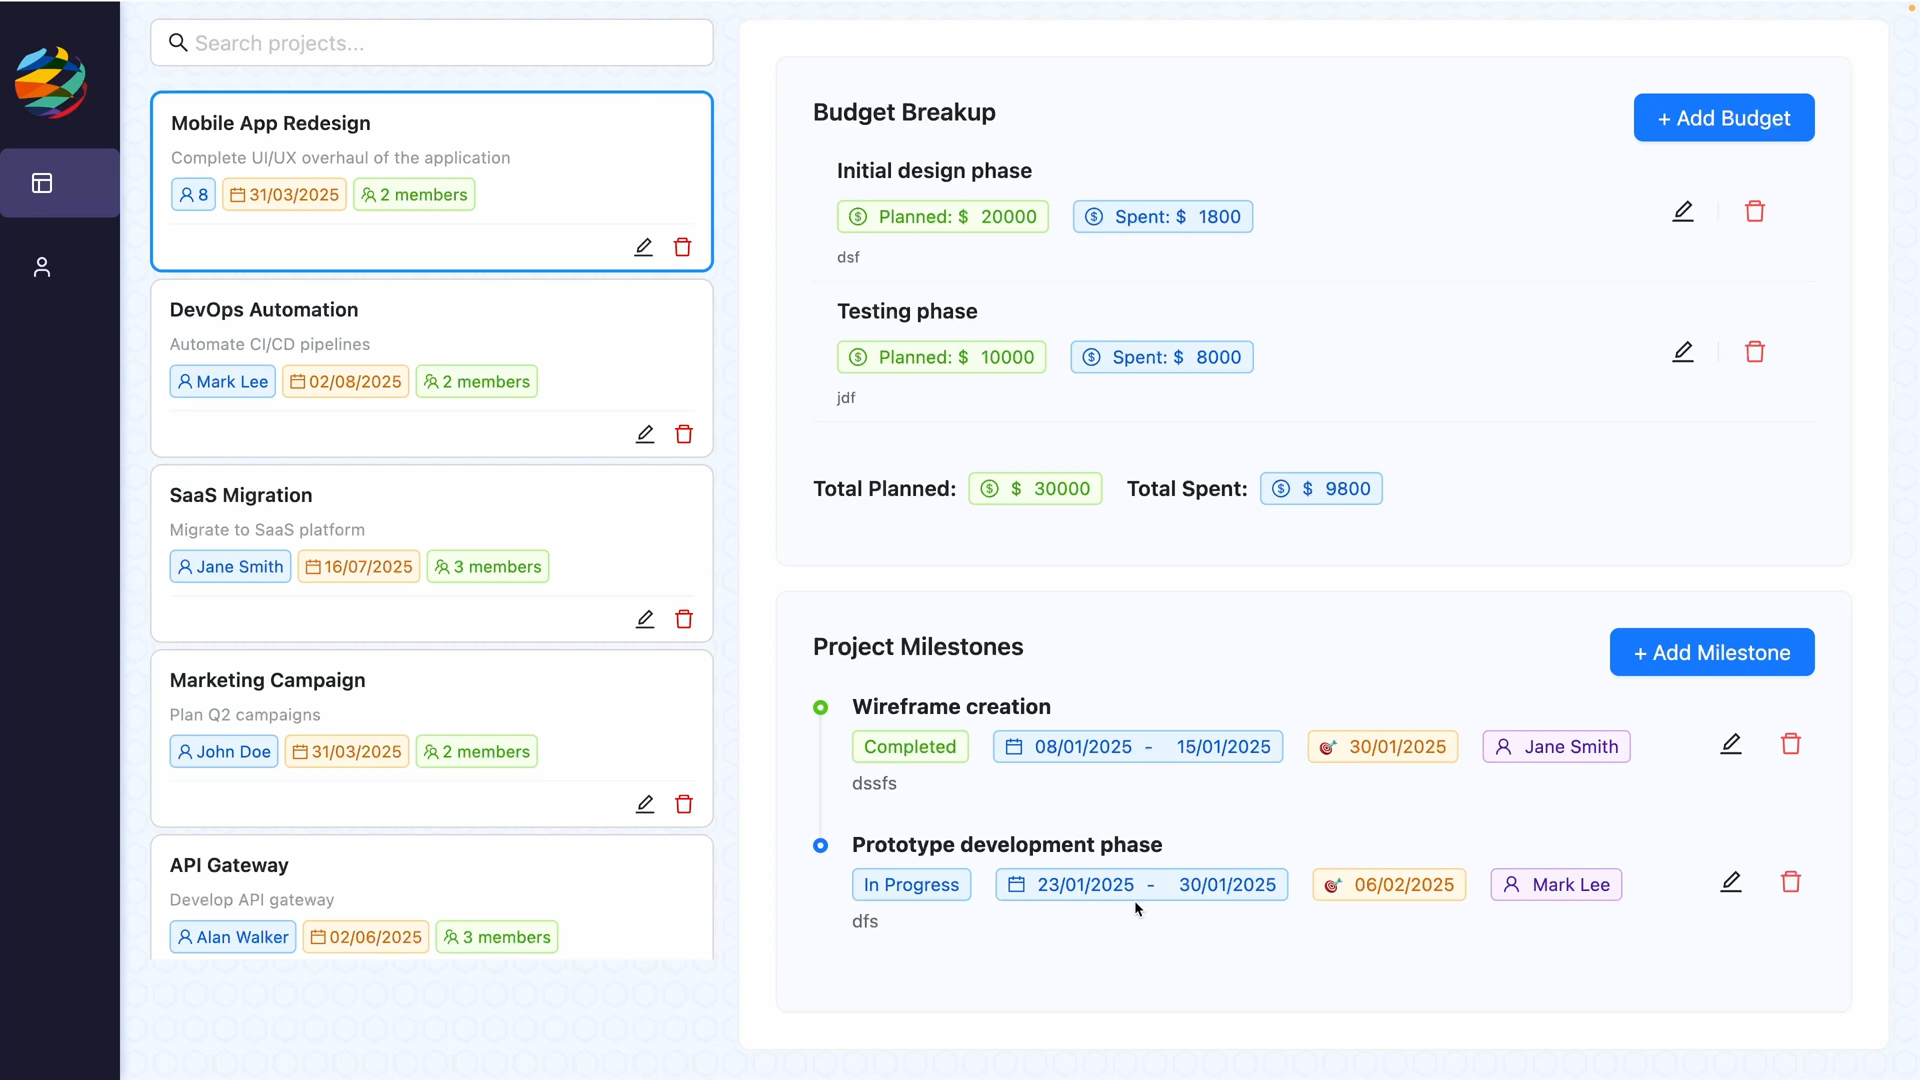 Search projects...
Mobile App Redesign
Complete UI/UX overhaul of the application
8 31/03/2025 2 members
DevOps Automation
Automate CI/CD pipelines
Mark Lee 02/08/2025 2 members
SaaS Migration
Migrate to SaaS platform
Jane Smith 16/07/2025 3 members
Marketing Campaign
Plan Q2 campaigns
John Doe 31/03/2025 2 members
API Gateway
Develop API gateway
Alan Walker 02/06/2025 3 members
Budget Breakup
+ Add Budget
Initial design phase
Planned: $ 20000 Spent: $ 1800
dsf
Testing phase
Planned: $ 10000 Spent: $ 8000
jdf
Total Planned: $ 30000 Total Spent: $ 9800
Project Milestones
+ Add Milestone
Wireframe creation
Completed 08/01/2025 - 15/01/2025 30/01/2025 Jane Smith
dssfs
Prototype development phase
In Progress 23/01/2025 - 30/01/2025 06/02/2025 Mark Lee
dfs